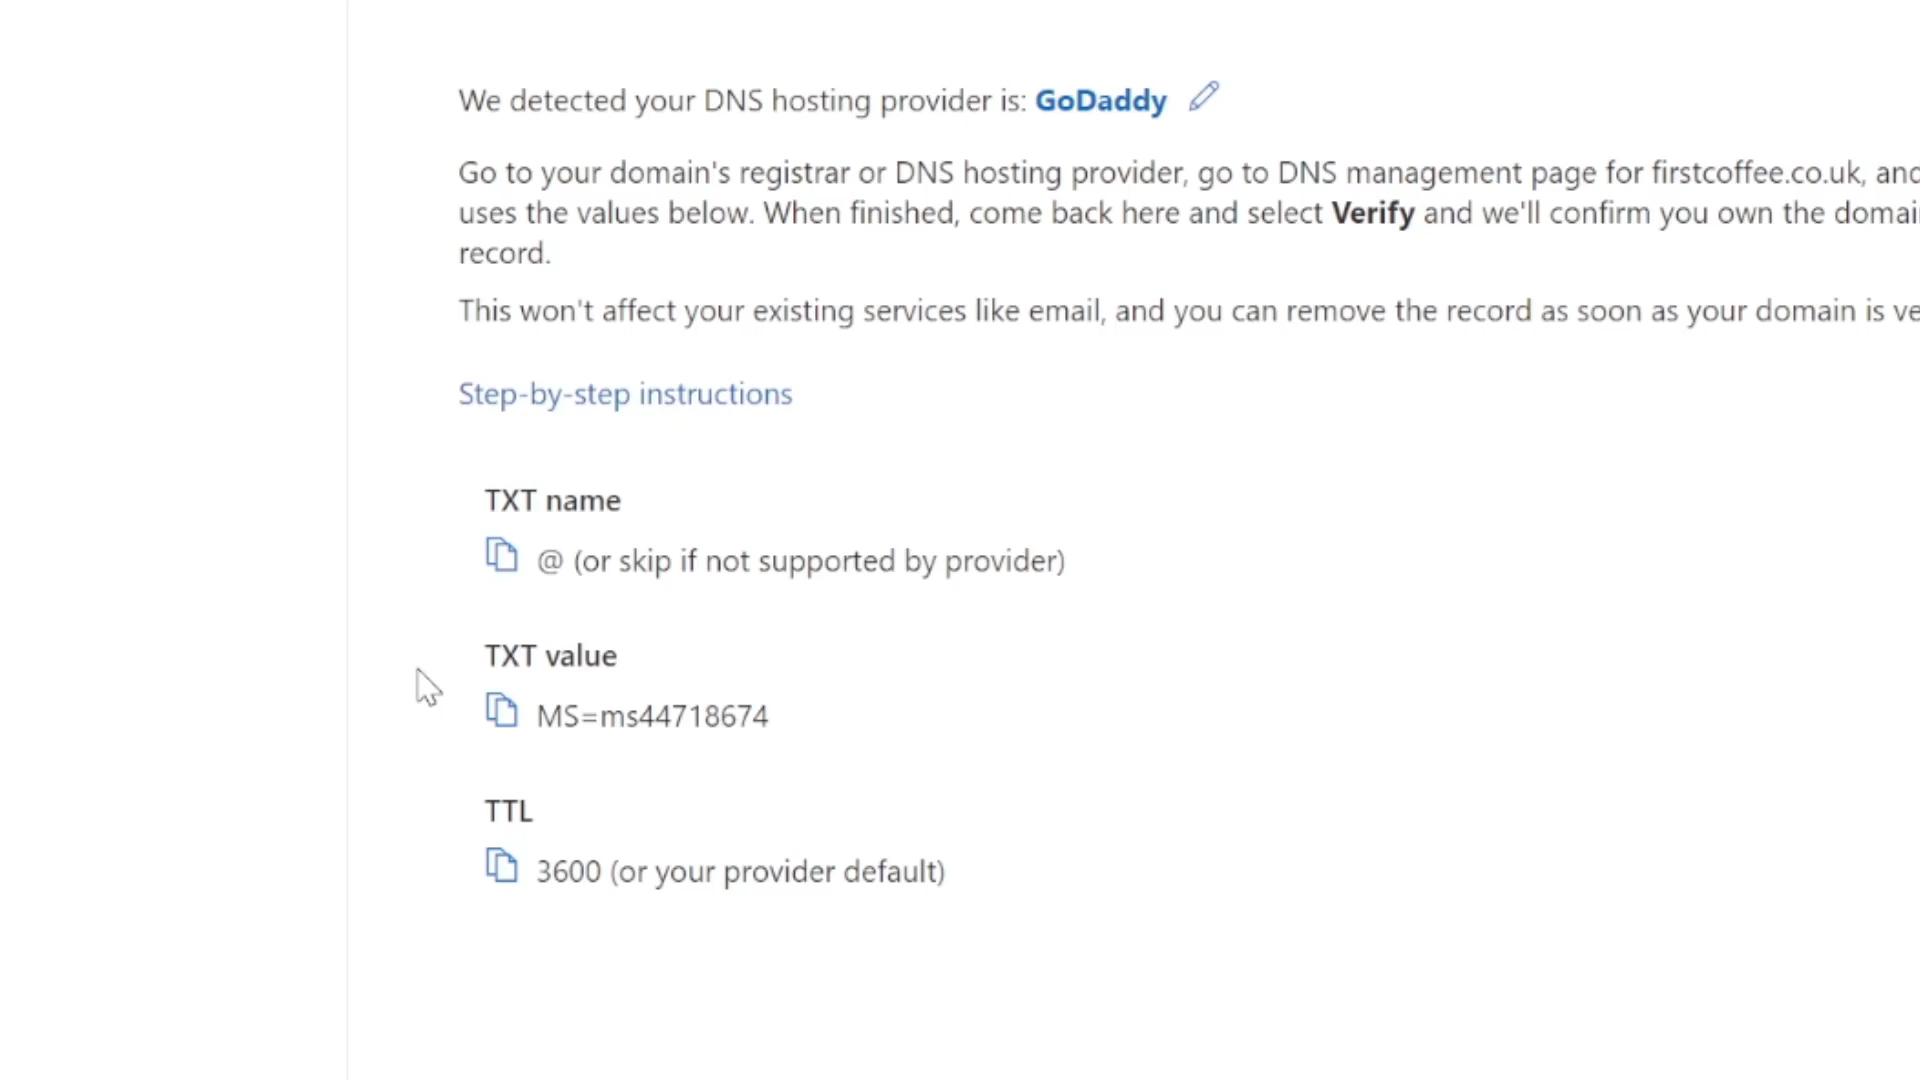 We detected your DNS hosting provider is: GoDaddy
Go to your domain's registrar or DNS hosting provider, go to DNS management page for firstcoffee.co.uk, and
uses the values below. When finished, come back here and select Verify and we'll confirm you own the domai
record.
This won't affect your existing services like email, and you can remove the record as soon as your domain is ve
Step-by-step instructions
TXT name
@ (or skip if not supported by provider)
TXT value
MS=ms44718674
TTL
3600 (or your provider default)